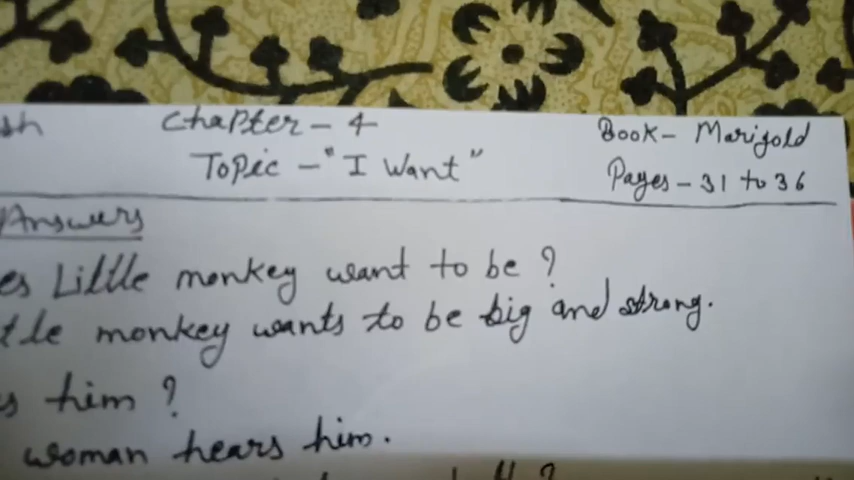 Chapter - 4
Book - Marigold
Topic - "I Want"
Pages - 31 to 36
Answers
Little monkey want to be ?
monkey wants to be big and strong.
him ?
woman hears him.